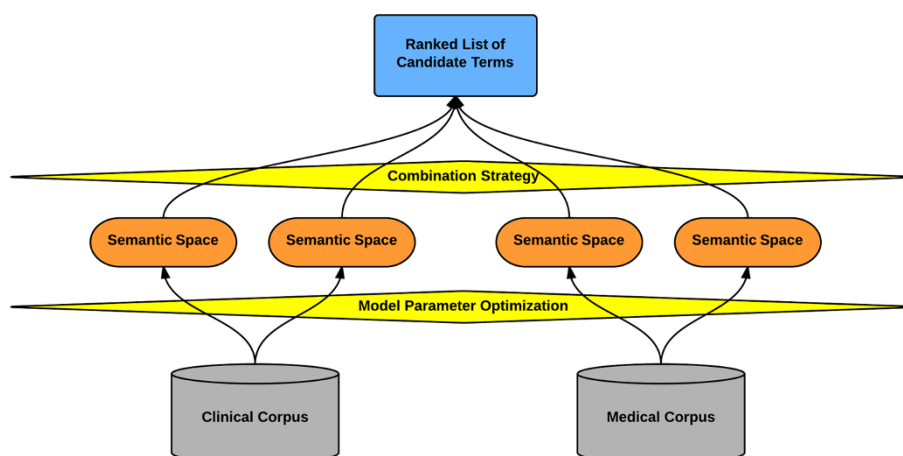 Ranked List of
Candidate Terms
Combination Strategy
Semantic Space
Semantic Space
Semantic Space
Semantic Space
Model Parameter Optimization
Clinical Corpus
Medical Corpus